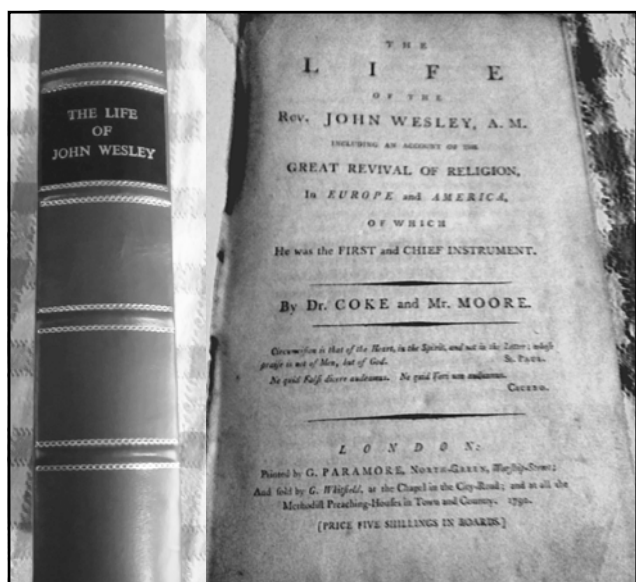 THE LIFE
OF
JOHN WESLEY
THE
LIFE
OF THE
REV. JOHN WESLEY, A. M.
INCLUDING AN ACCOUNT OF THE
GREAT REVIVAL OF RELIGION,
In EUROPE and AMERICA,
OF WHICH
He was the FIRST and CHIEF INSTRUMENT.
By Dr. COKE and Mr. MOORE.
Circumciſion is that of the Heart, in the Spirit, and not in the Letter; whoſe
praiſe is not of Men, but of God. St. PAUL.
Ne quid Falſi dicere audeamus. Ne quid Veri non audeamus.
CICERO.
LONDON:
Printed by G. PARAMORE, NORTH-GREEN, Worſhip-Street;
And ſold by G. Whitfield, at the Chapel in the City-Road; and at all the
Methodiſt Preaching-Houſes in Town and Country.
[PRICE FIVE SHILLINGS IN BOARDS.]